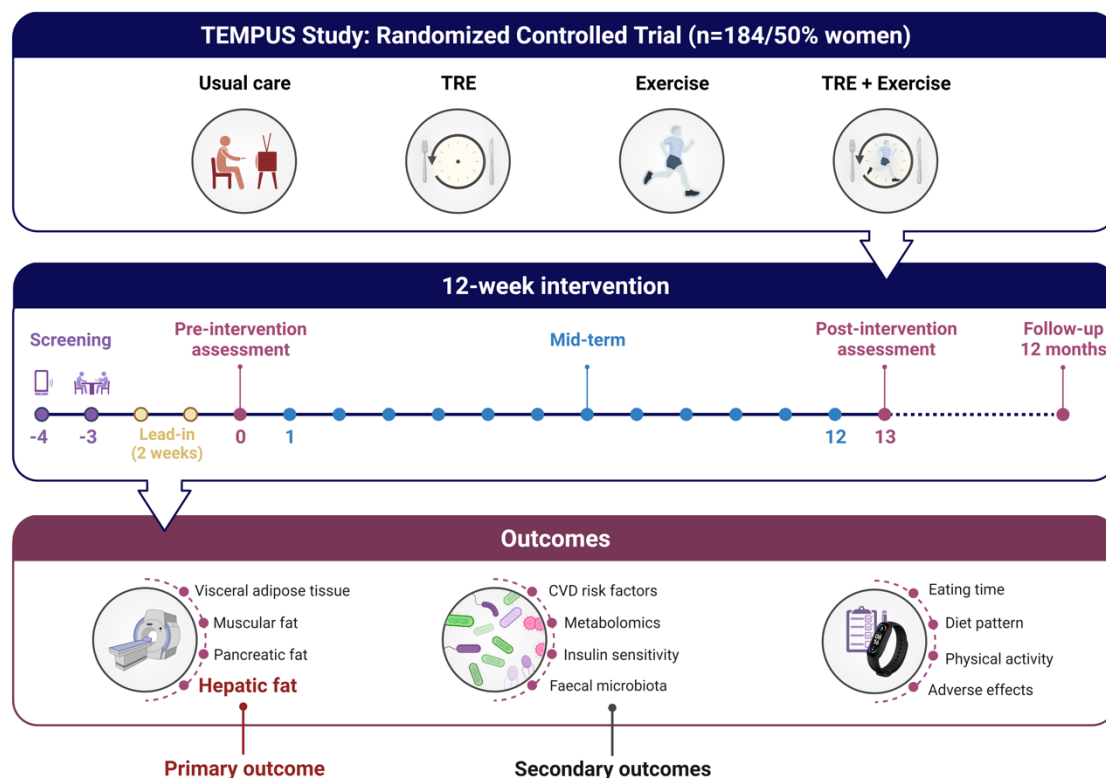 TEMPUS Study: Randomized Controlled Trial (n=184/50% women)
Usual care
TRE
Exercise
TRE + Exercise
12-week intervention
Screening
Pre-intervention
assessment
Mid-term
Post-intervention
assessment
Follow-up
12 months
-4
-3
Lead-in
(2 weeks)
0
1
12
13
Outcomes
Visceral adipose tissue
Muscular fat
Pancreatic fat
Hepatic fat
CVD risk factors
Metabolomics
Insulin sensitivity
Faecal microbiota
Eating time
Diet pattern
Physical activity
Adverse effects
Primary outcome
Secondary outcomes